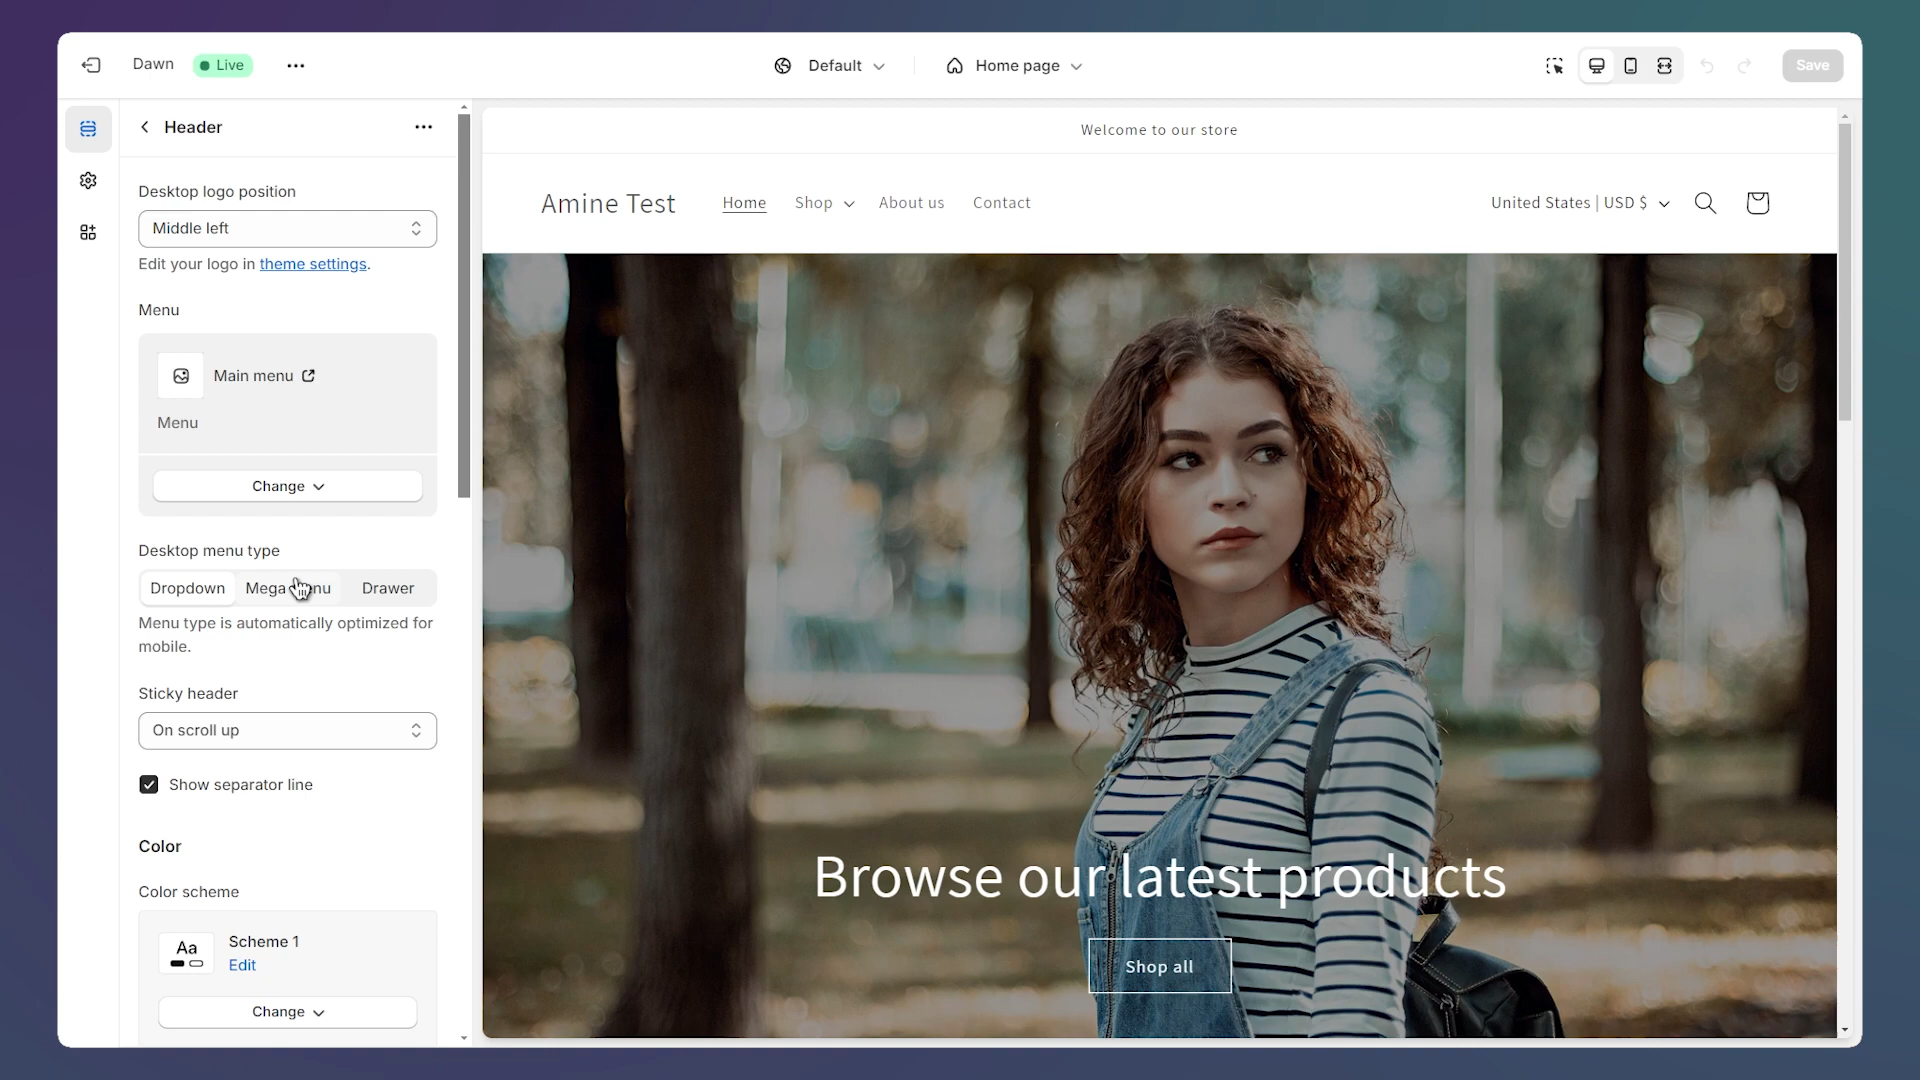 Dawn
Live
Default
Home page
Save
Header
Desktop logo position
Middle left
Edit your logo in theme settings.
Menu
Main menu
Menu
Change
Desktop menu type
Dropdown Mega Drawer
Menu type is automatically optimized for
mobile.
Sticky header
On scroll up
Show separator line
Color
Color scheme
Aa
Scheme 1
Edit
Change
Welcome to our store
Amine Test
Home Shop About us Contact
United States | USD $
Browse our latest products
Shop all